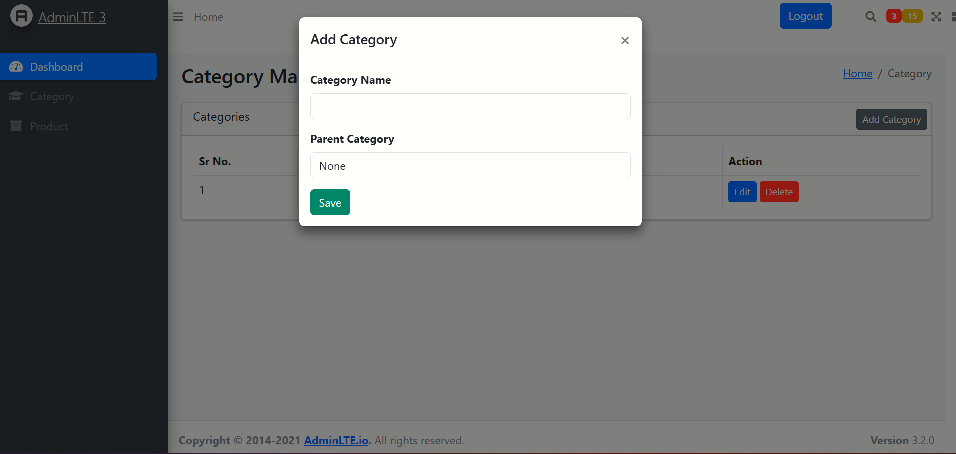 AdminLTE 3
Home
Logout
3
15
Dashboard
Category
Product
Category Ma
Home / Category
Categories
Add Category
Sr No.
Action
1
Edit
Delete
Add Category
×
Category Name
Parent Category
None
Save
Copyright © 2014-2021 AdminLTE.io. All rights reserved.
Version 3.2.0